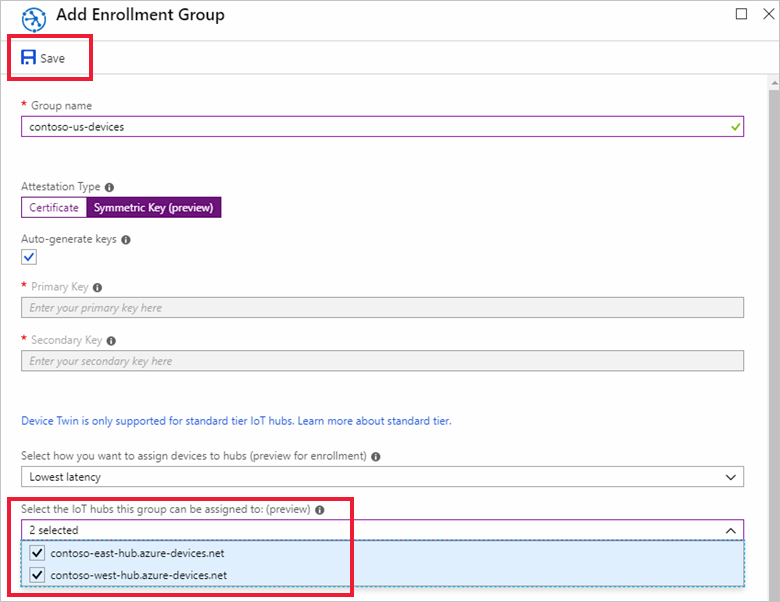 Add Enrollment Group
Save
* Group name
contoso-us-devices
Attestation Type
Certificate
Symmetric Key (preview)
Auto-generate keys
* Primary Key
Enter your primary key here
* Secondary Key
Enter your secondary key here
Device Twin is only supported for standard tier IoT hubs. Learn more about standard tier.
Select how you want to assign devices to hubs (preview for enrollment)
Lowest latency
Select the IoT hubs this group can be assigned to: (preview)
2 selected
contoso-east-hub.azure-devices.net
contoso-west-hub.azure-devices.net